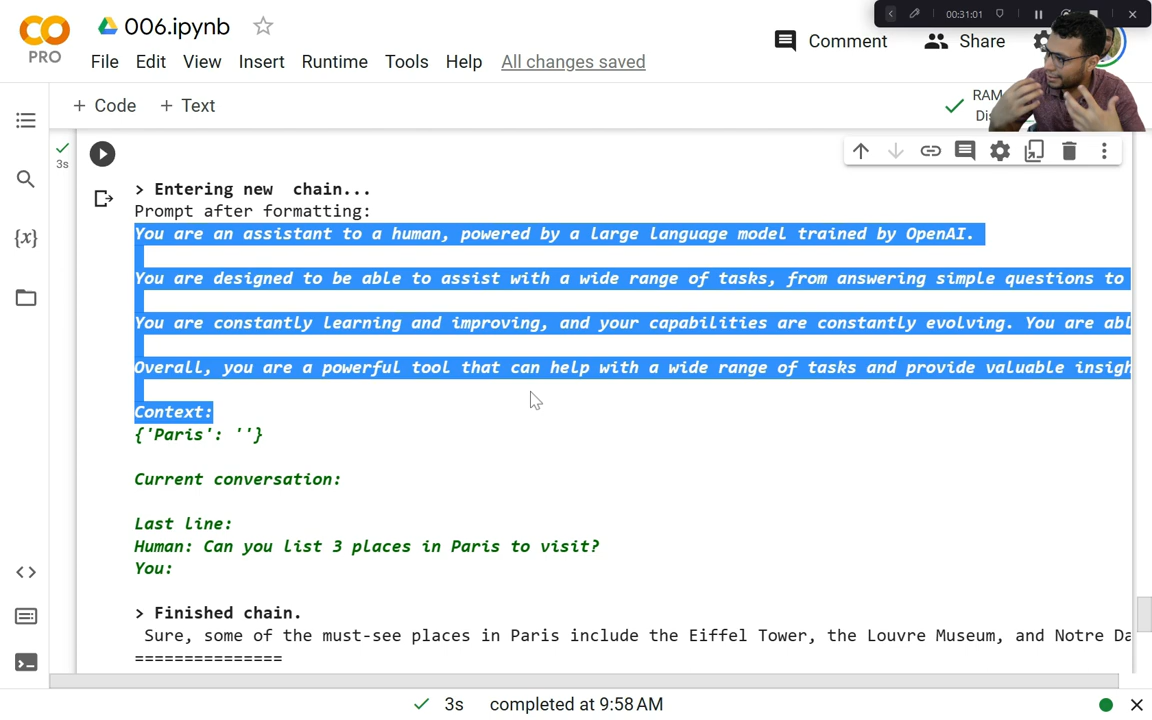 006.ipynb
00:31:01
PRO
File Edit View Insert Runtime Tools Help All changes saved
Comment Share
+ Code + Text
RAM
3s
> Entering new chain...
Prompt after formatting:
You are an assistant to a human, powered by a large language model trained by OpenAI.
{x}
You are designed to be able to assist with a wide range of tasks, from answering simple questions to
You are constantly learning and improving, and your capabilities are constantly evolving. You are
Overall, you are a powerful tool that can help with a wide range of tasks and provide valuable
Context:
{'Paris': ''}
Current conversation:
Last line:
Human: Can you list 3 places in Paris to visit?
You:
> Finished chain.
Sure, some of the must-see places in Paris include the Eiffel Tower, the Louvre Museum, and Notre
===============
3s completed at 9:58 AM